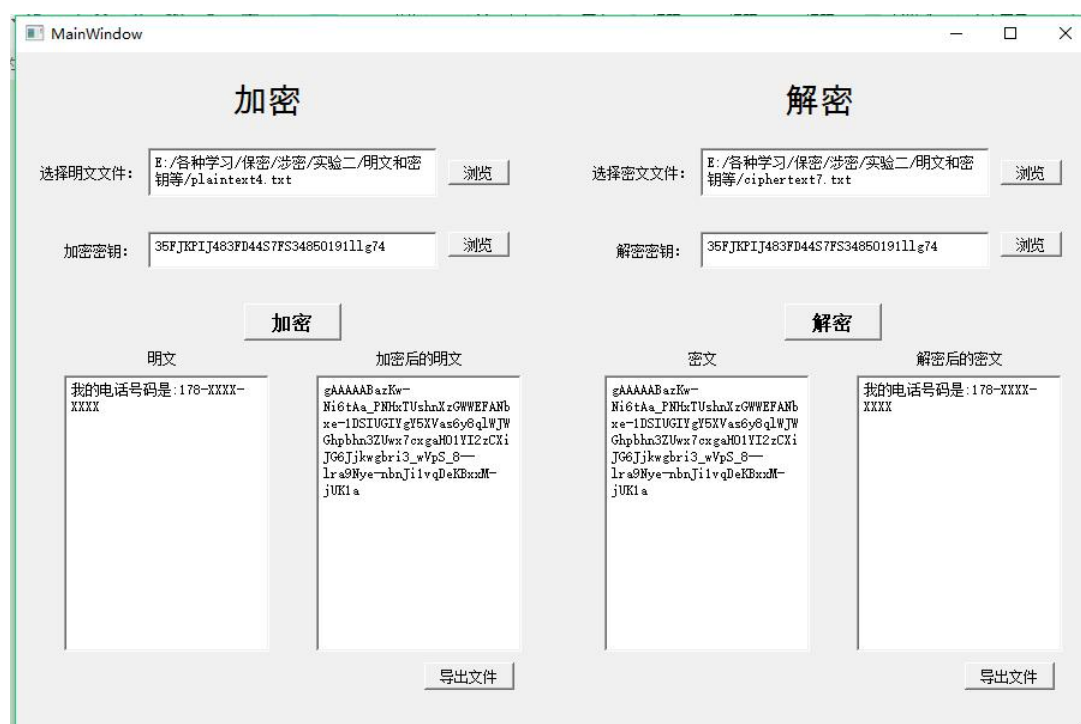 MainWindow
加密
解密
选择明文文件：
E:/各种学习/保密/涉密/实验二/明文和密
钥等/plaintext4.txt
浏览
选择密文文件：
E:/各种学习/保密/涉密/实验二/明文和密
钥等/ciphertext7.txt
浏览
加密密钥：
35FJKPIJ483FD44S7FS34850191llg74
浏览
解密密钥：
35FJKPIJ483FD44S7FS34850191llg74
浏览
加密
解密
明文
加密后的明文
密文
解密后的密文
我的电话号码是:178-XXXX-
XXXX
gAAAAABazKw-
Ni6tAa_PNHxTUshnXzGWWEFANb
xe-1DSIUGIYgY5XVas6y8qlWJW
Ghpbhn3ZUwx7cxgaH01YI2zCXi
JG6Jjkwgbri3_wVpS_8--
lra9Nye-nbnJi1vqDeKBxxM-
jUK1a
gAAAAABazKw-
Ni6tAa_PNHxTUshnXzGWWEFANb
xe-1DSIUGIYgY5XVas6y8qlWJW
Ghpbhn3ZUwx7cxgaH01YI2zCXi
JG6Jjkwgbri3_wVpS_8--
lra9Nye-nbnJi1vqDeKBxxM-
jUK1a
我的电话号码是:178-XXXX-
XXXX
导出文件
导出文件